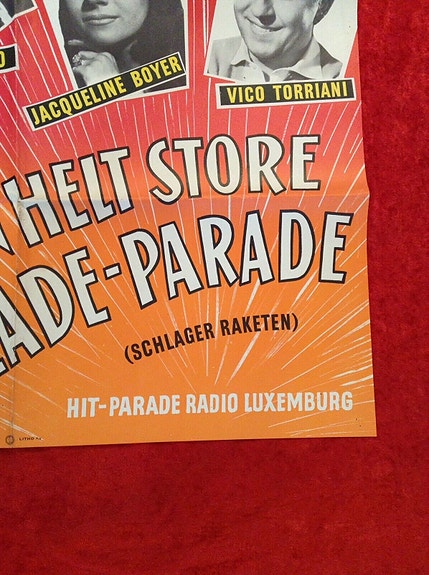 JACQUELINE BOYER
VICO TORRIANI
HELT STORE
ADE-PARADE
(SCHLAGER RAKETEN)
HIT-PARADE RADIO LUXEMBURG